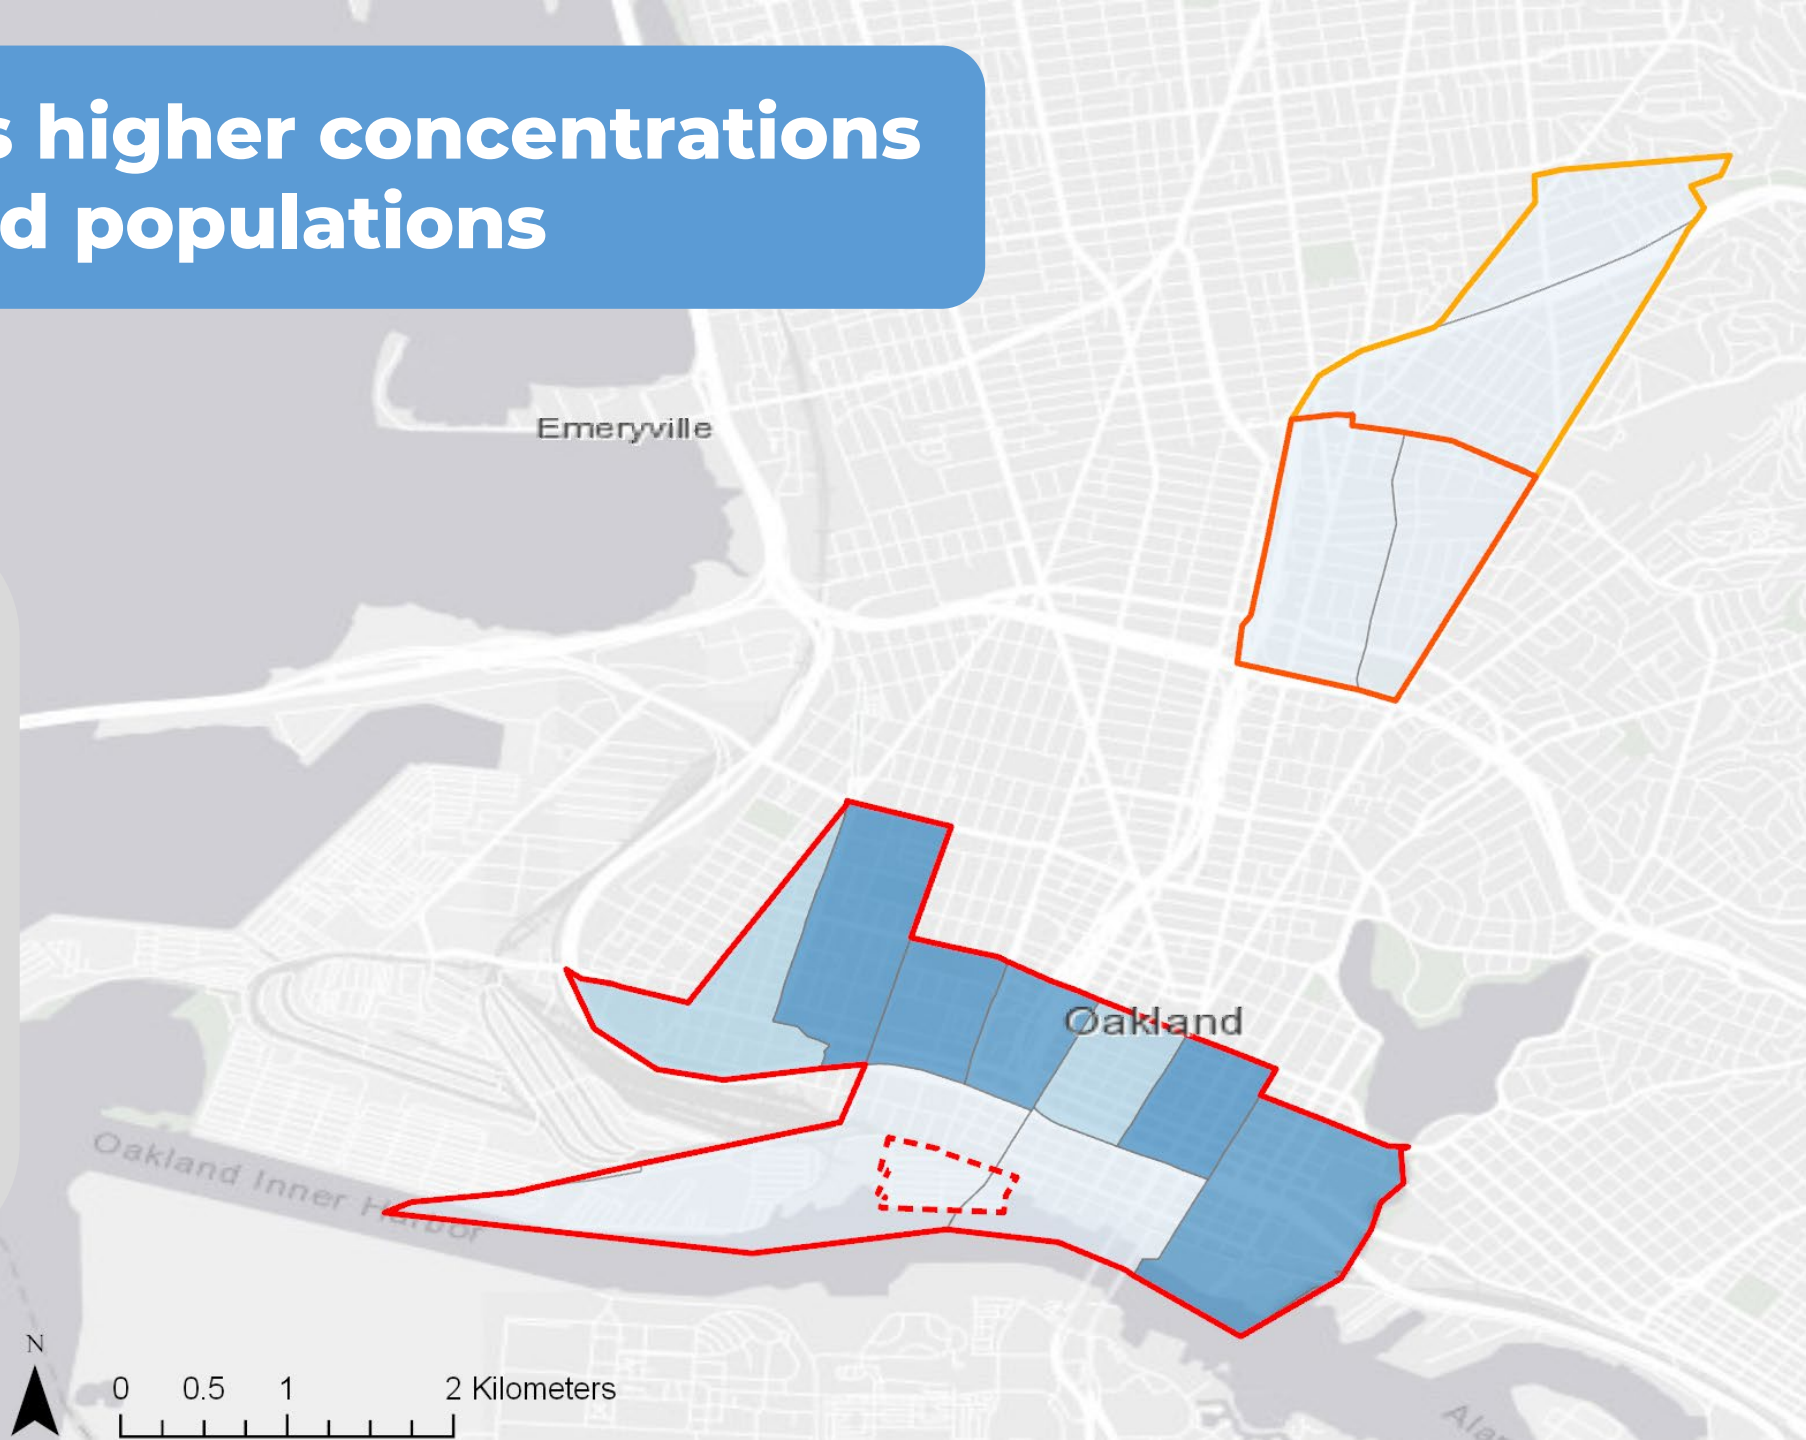 higher concentrations
populations
Emeryville
Oakland
Oakland Inner Harbor
N
0 0.5 1 2 Kilometers